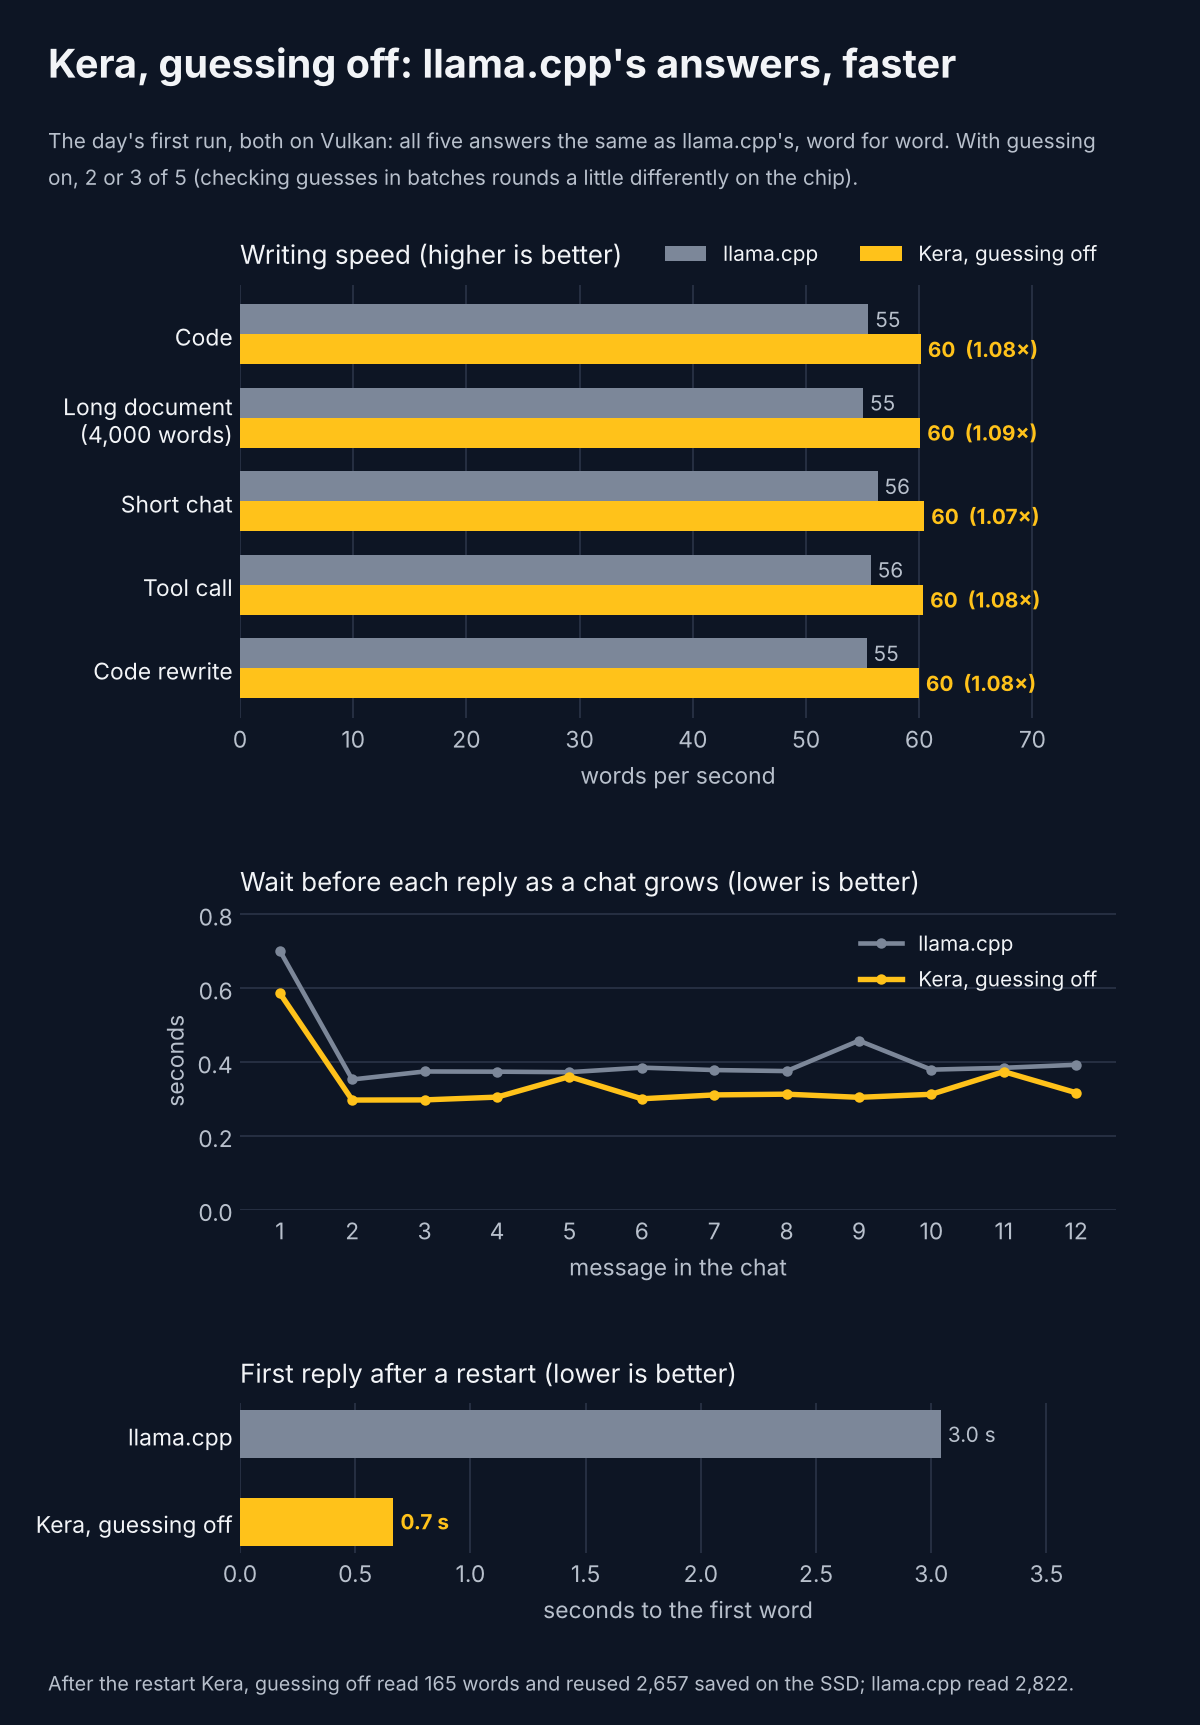 Kera, guessing off: llama.cpp's answers, faster
The day's first run, both on Vulkan: all five answers the same as llama.cpp's, word for word. With guessing
on, 2 or 3 of 5 (checking guesses in batches rounds a little differently on the chip).
Writing speed (higher is better)
llama.cpp
Kera, guessing off
Code
55
60 (1.08×)
Long document
(4,000 words)
55
60 (1.09×)
Short chat
56
60 (1.07×)
Tool call
56
60 (1.08×)
Code rewrite
55
60 (1.08×)
0 10 20 30 40 50 60 70
words per second
Wait before each reply as a chat grows (lower is better)
llama.cpp
Kera, guessing off
0.8
0.6
0.4
0.2
0.0
seconds
1 2 3 4 5 6 7 8 9 10 11 12
message in the chat
First reply after a restart (lower is better)
llama.cpp
3.0 s
Kera, guessing off
0.7 s
0.0 0.5 1.0 1.5 2.0 2.5 3.0 3.5
seconds to the first word
After the restart Kera, guessing off read 165 words and reused 2,657 saved on the SSD; llama.cpp read 2,822.